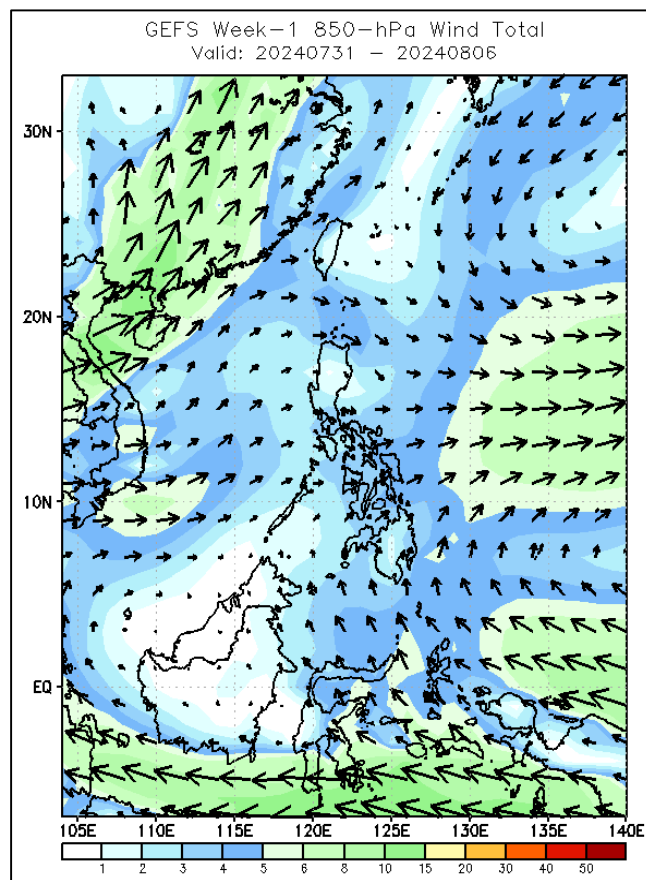 GEFS Week-1 850-hPa Wind Total
Valid: 20240731 - 20240806
30N
20N
10N
EQ
105E 110E 115E 120E 125E 130E 135E 140E
1 2 3 4 5 6 8 10 15 20 30 40 50